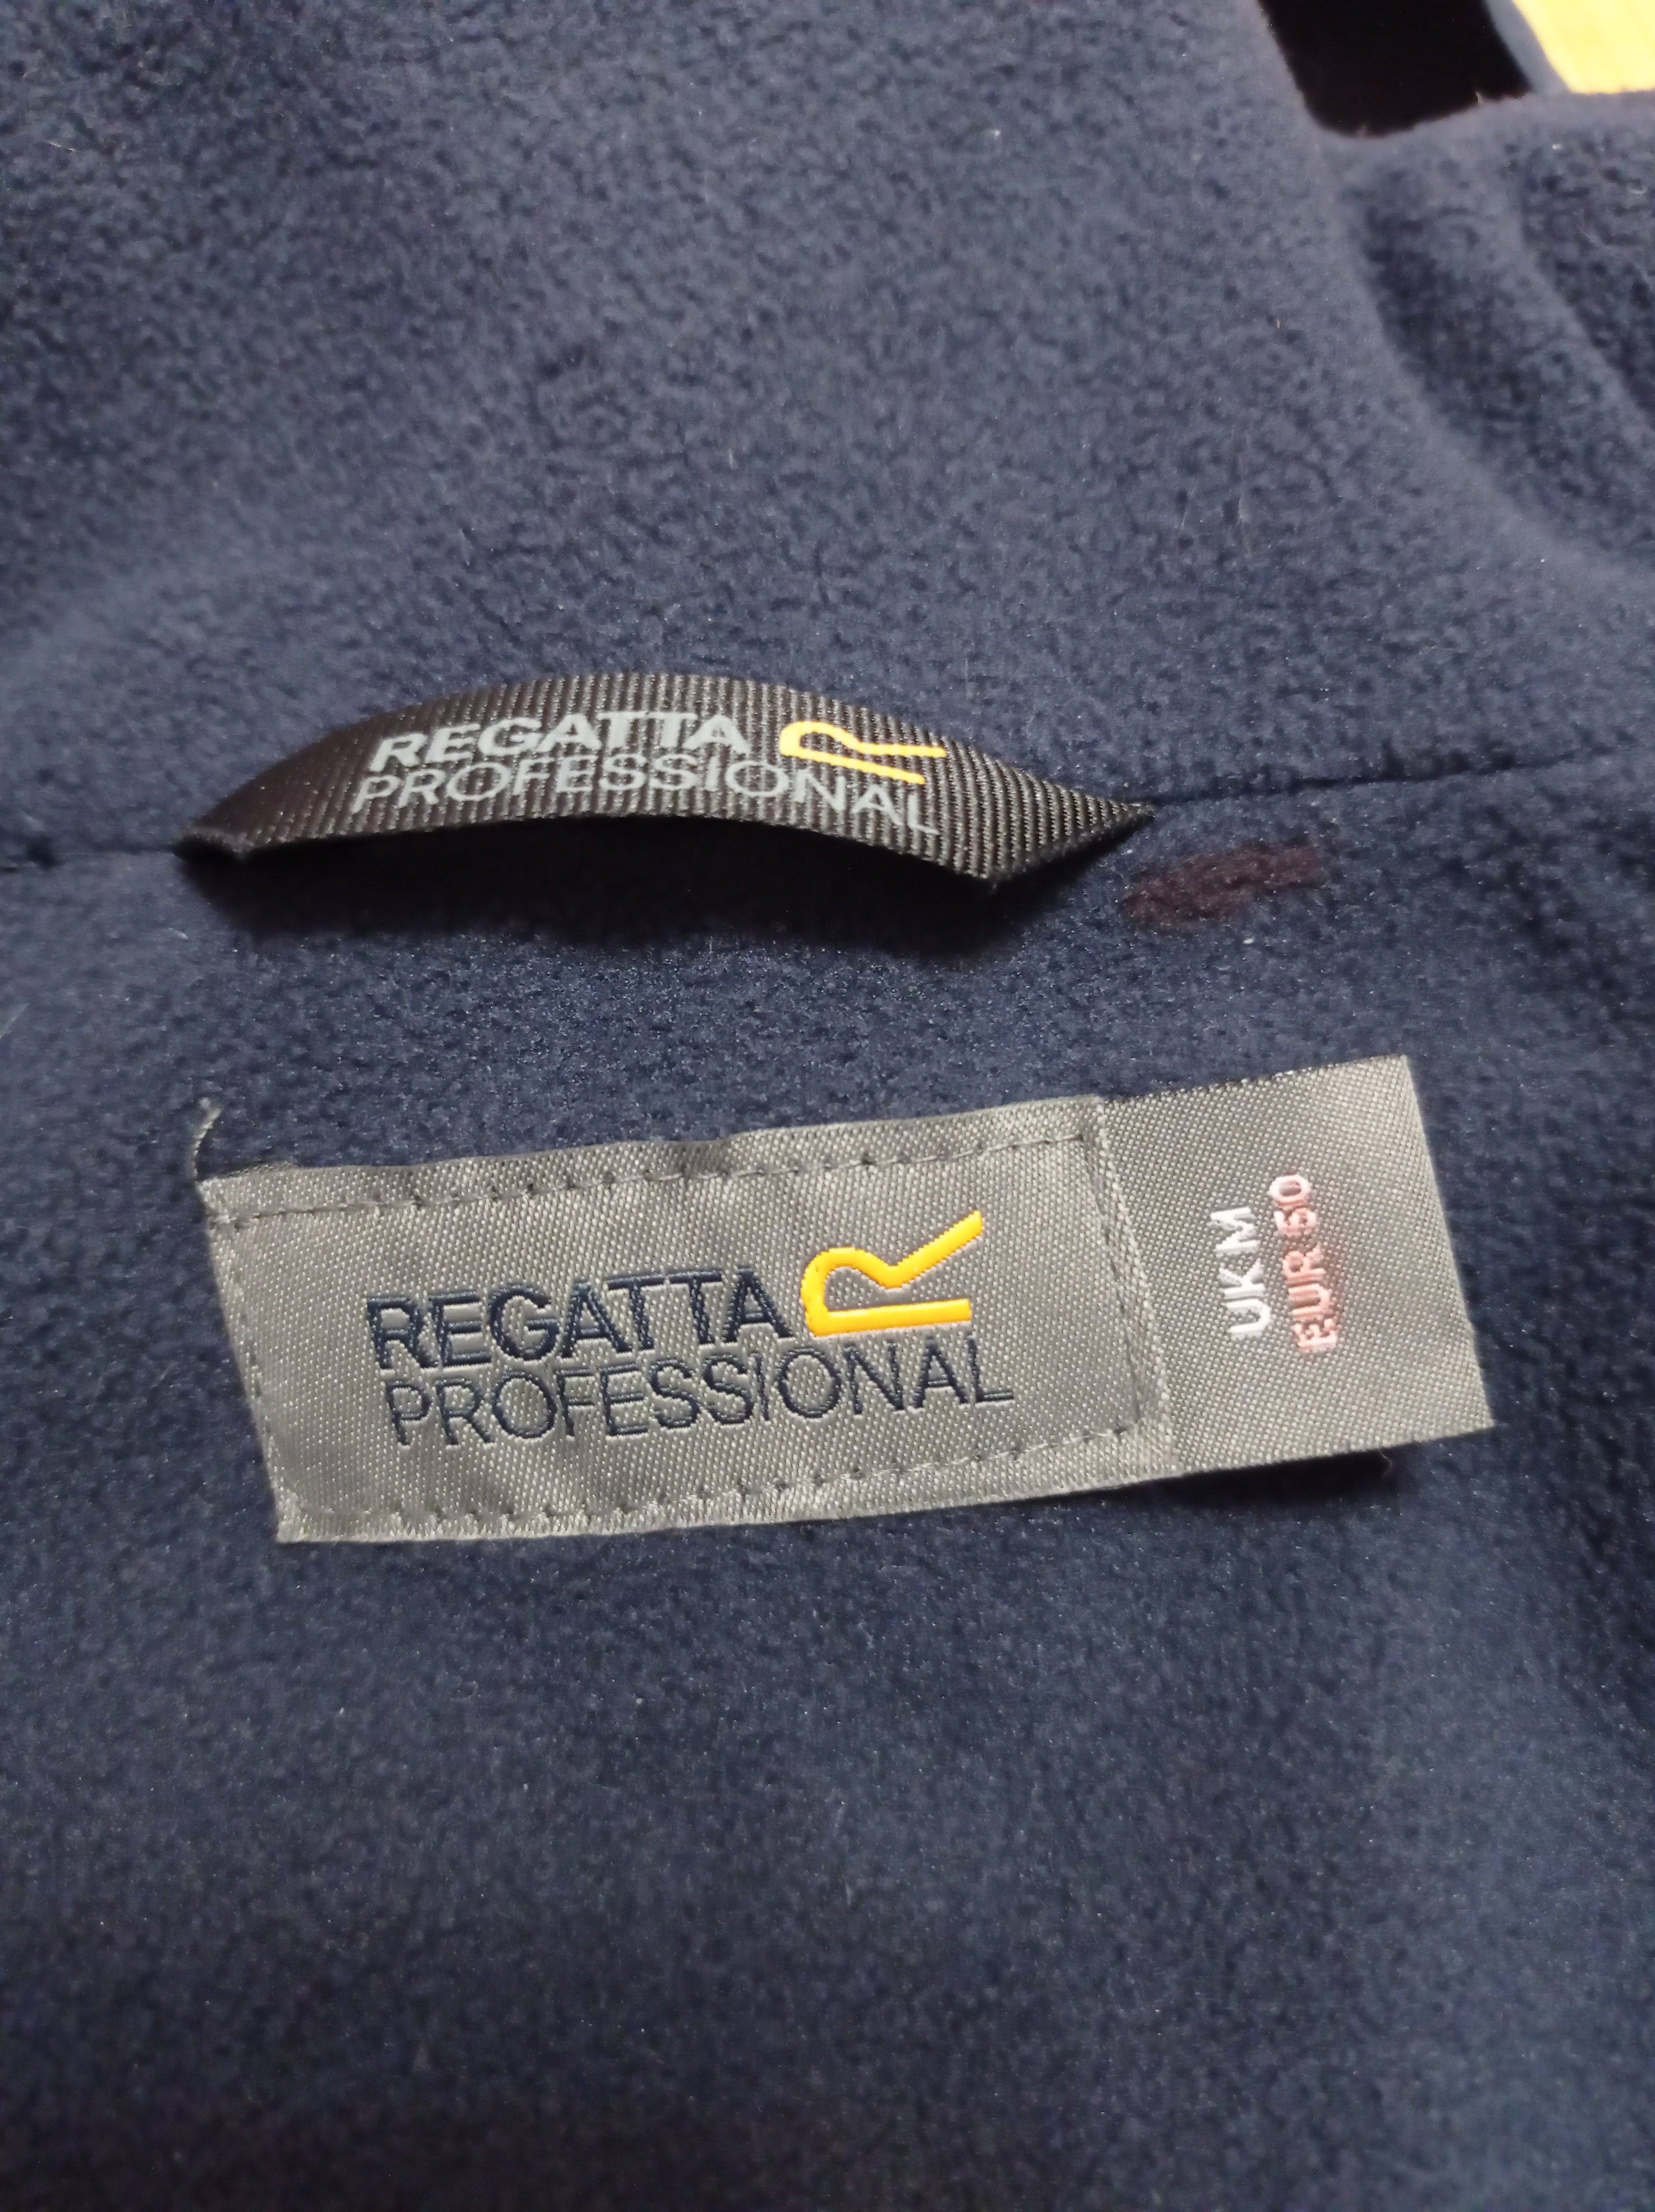 REGATTA
PROFESSIONAL
REGATTA
PROFESSIONAL
UK M
EUR 50